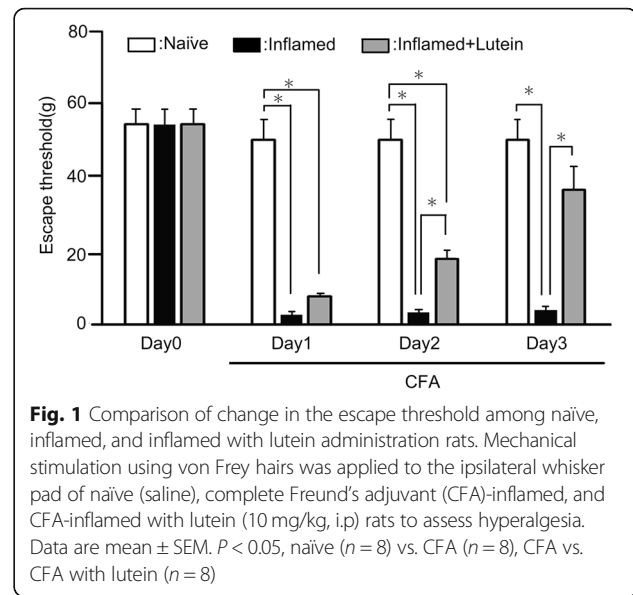 80
:Naïve :Inflamed :Inflamed+Lutein
60
40
20
0
Escape threshold(g)
* * * * * * *
Day0 Day1 Day2 Day3
CFA
Fig. 1 Comparison of change in the escape threshold among naïve,
inflamed, and inflamed with lutein administration rats. Mechanical
stimulation using von Frey hairs was applied to the ipsilateral whisker
pad of naïve (saline), complete Freund's adjuvant (CFA)-inflamed, and
CFA-inflamed with lutein (10 mg/kg, i.p) rats to assess hyperalgesia.
Data are mean ± SEM. P < 0.05, naïve (n = 8) vs. CFA (n = 8), CFA vs.
CFA with lutein (n = 8)